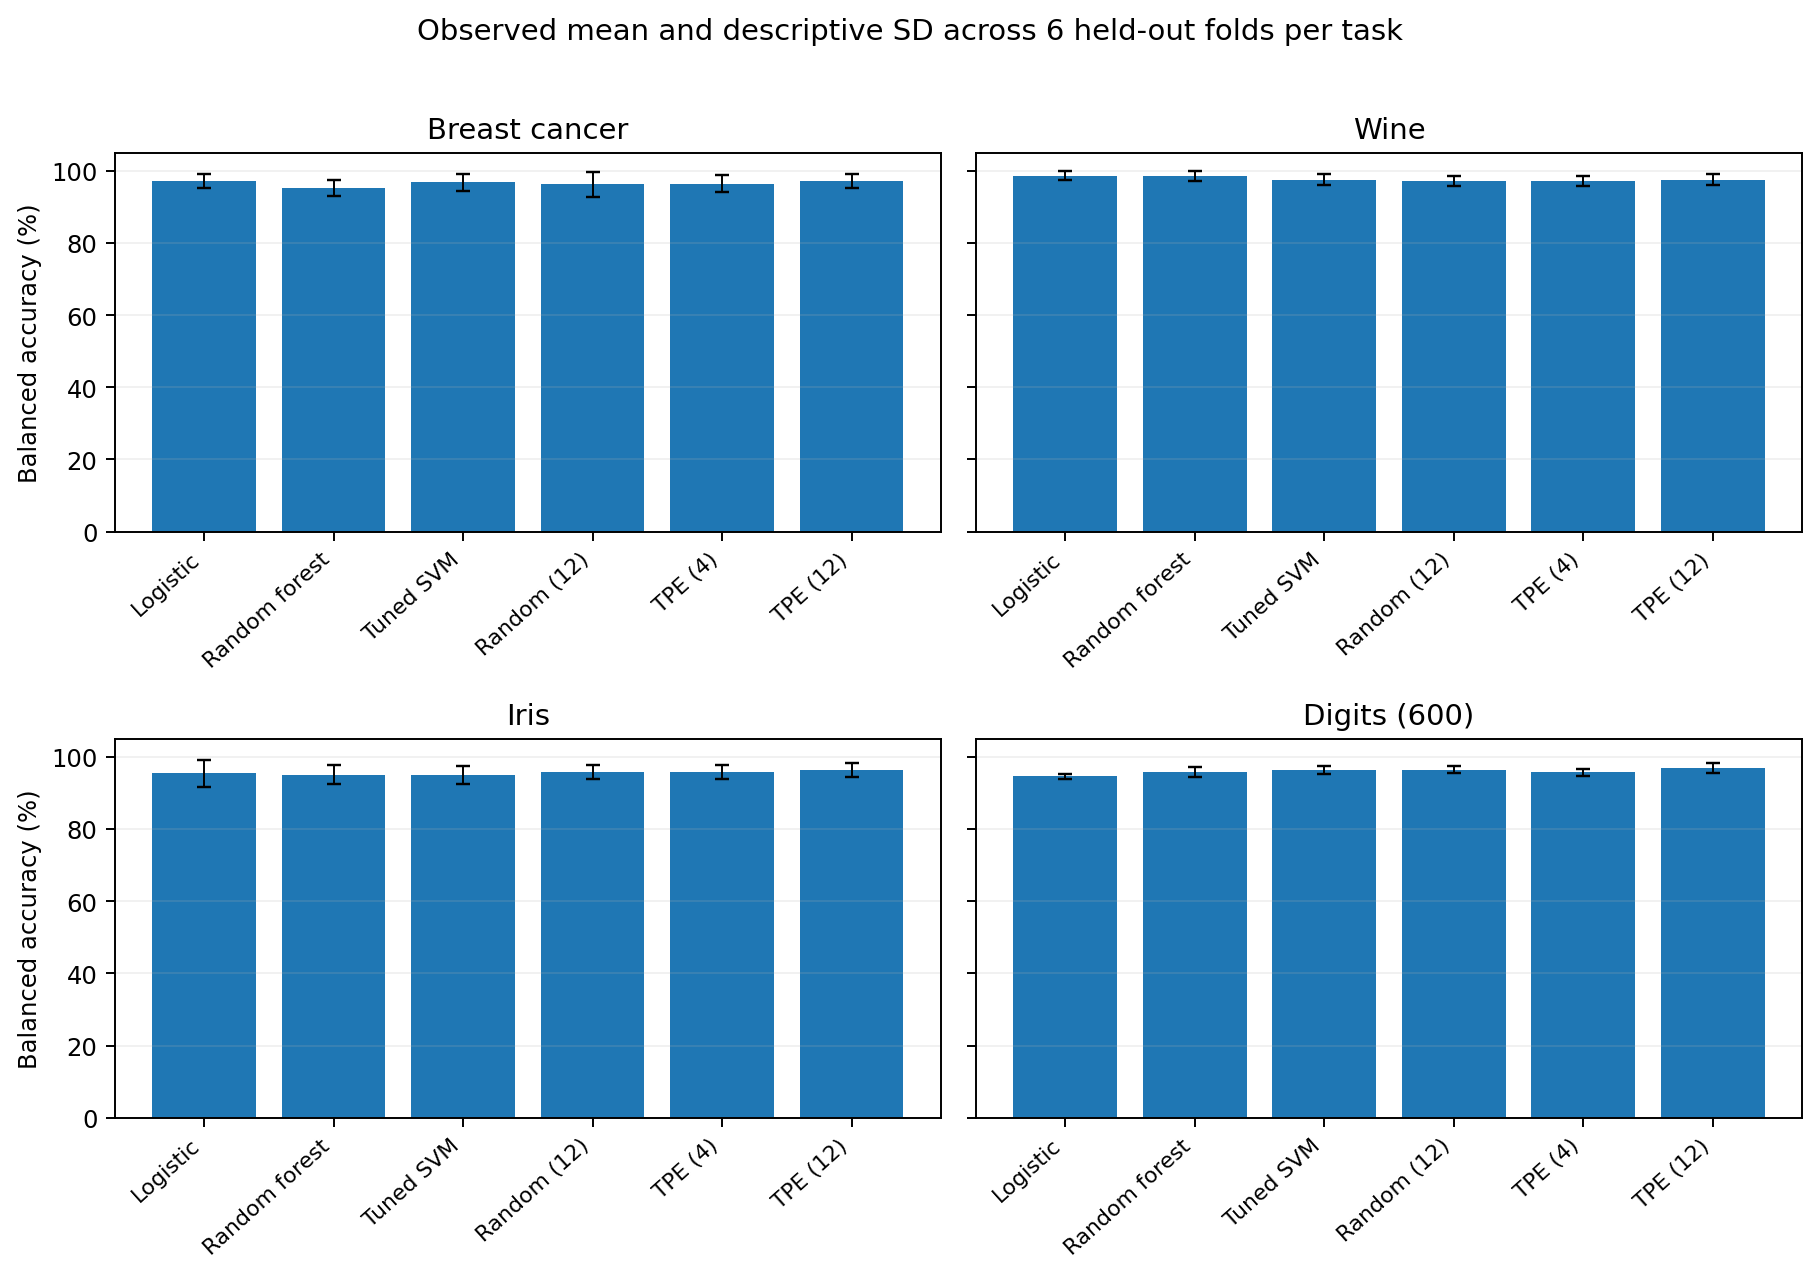 Observed mean and descriptive SD across 6 held-out folds per task
Breast cancer
Balanced accuracy (%)
100
80
60
40
20
0
Logistic
Random forest
Tuned SVM
Random (12)
TPE (4)
TPE (12)
Wine
Logistic
Random forest
Tuned SVM
Random (12)
TPE (4)
TPE (12)
Iris
Balanced accuracy (%)
100
80
60
40
20
0
Logistic
Random forest
Tuned SVM
Random (12)
TPE (4)
TPE (12)
Digits (600)
Logistic
Random forest
Tuned SVM
Random (12)
TPE (4)
TPE (12)